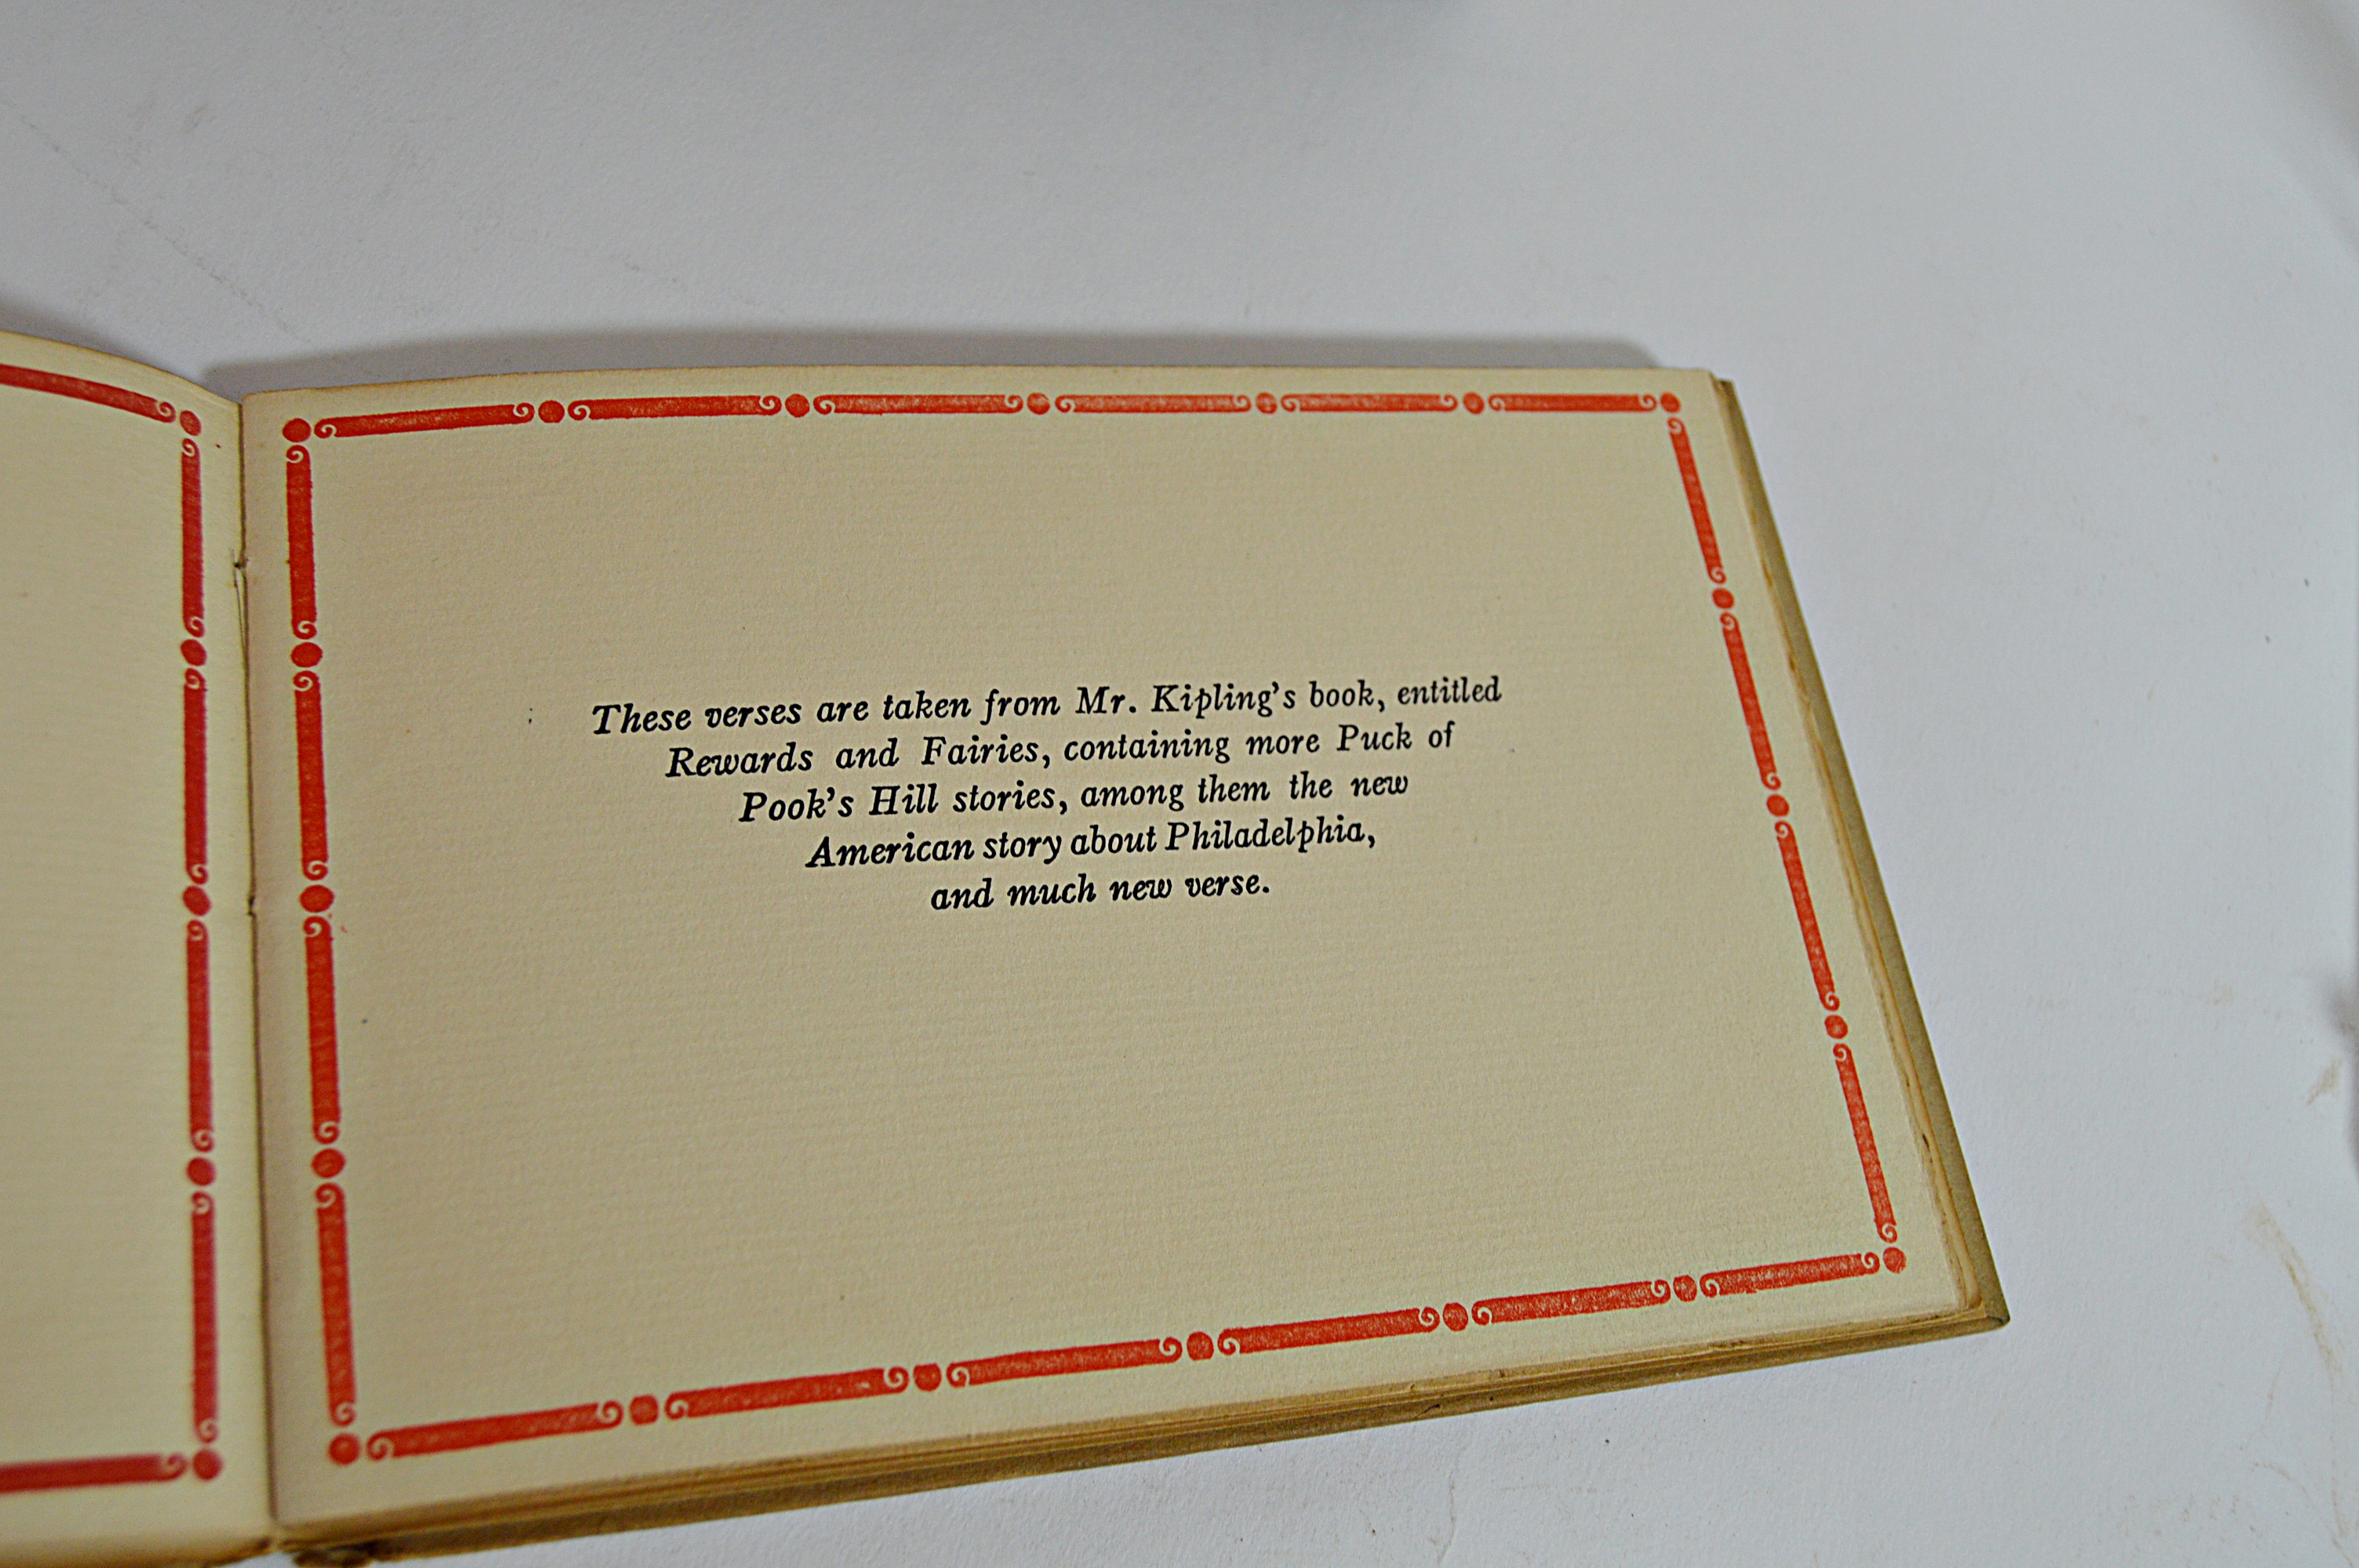 These verses are taken from Mr. Kipling's book, entitled
Rewards and Fairies, containing more Puck of
Pook's Hill stories, among them the new
American story about Philadelphia,
and much new verse.